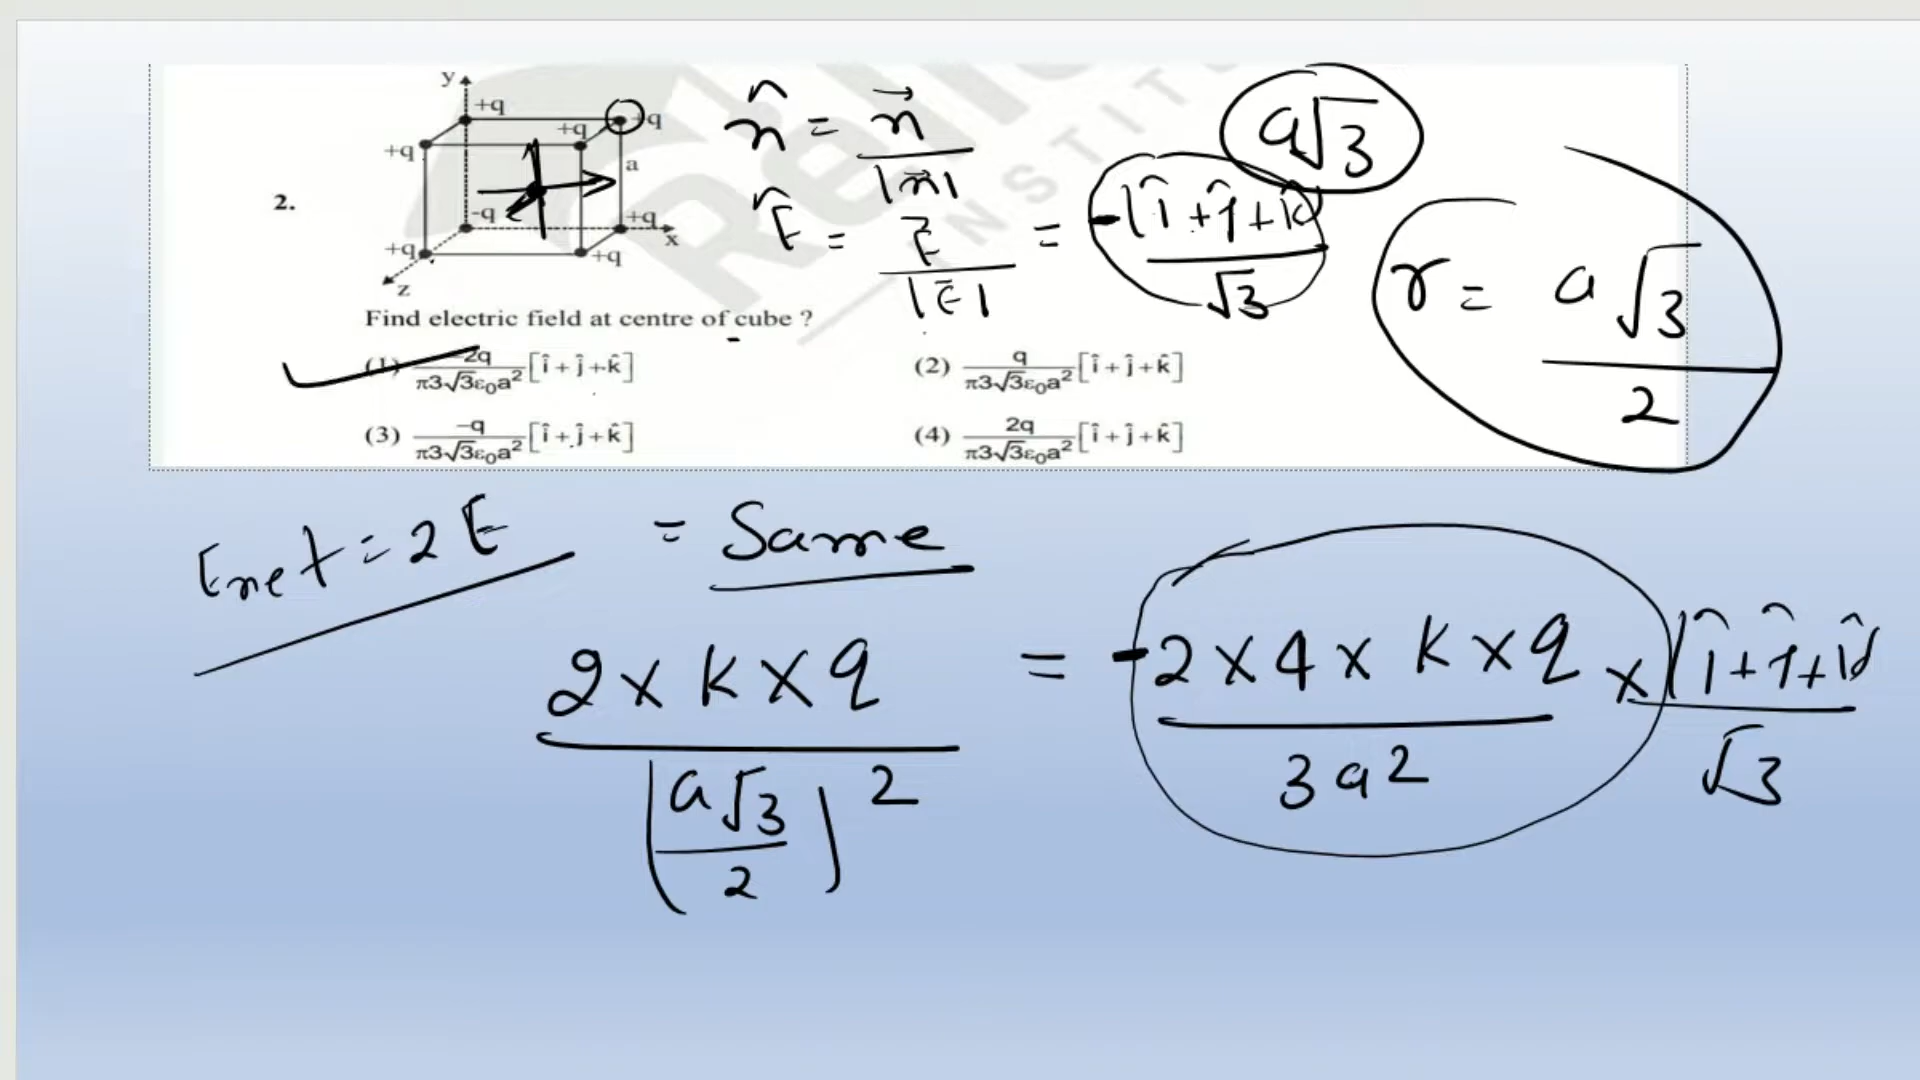 y
+q
+q
+q
+q
a
2.
-q
+q
x
+q
+q
z
n̂ = n⃗ / |n⃗|
Ê = E⃗ / |E⃗| = -(î + ĵ + k̂) / √3
a√3
r = a√3 / 2
INSTIT
Find electric field at centre of cube ?
(1) -2q / π3√3ε₀a² [î + ĵ + k̂]
(2) q / π3√3ε₀a² [î + ĵ + k̂]
(3) -q / π3√3ε₀a² [î + ĵ + k̂]
(4) 2q / π3√3ε₀a² [î + ĵ + k̂]
Enet = 2E = Same
2 × k × q / (a√3 / 2)² = -2 × 4 × k × q / 3a² × (î + ĵ + k̂) / √3